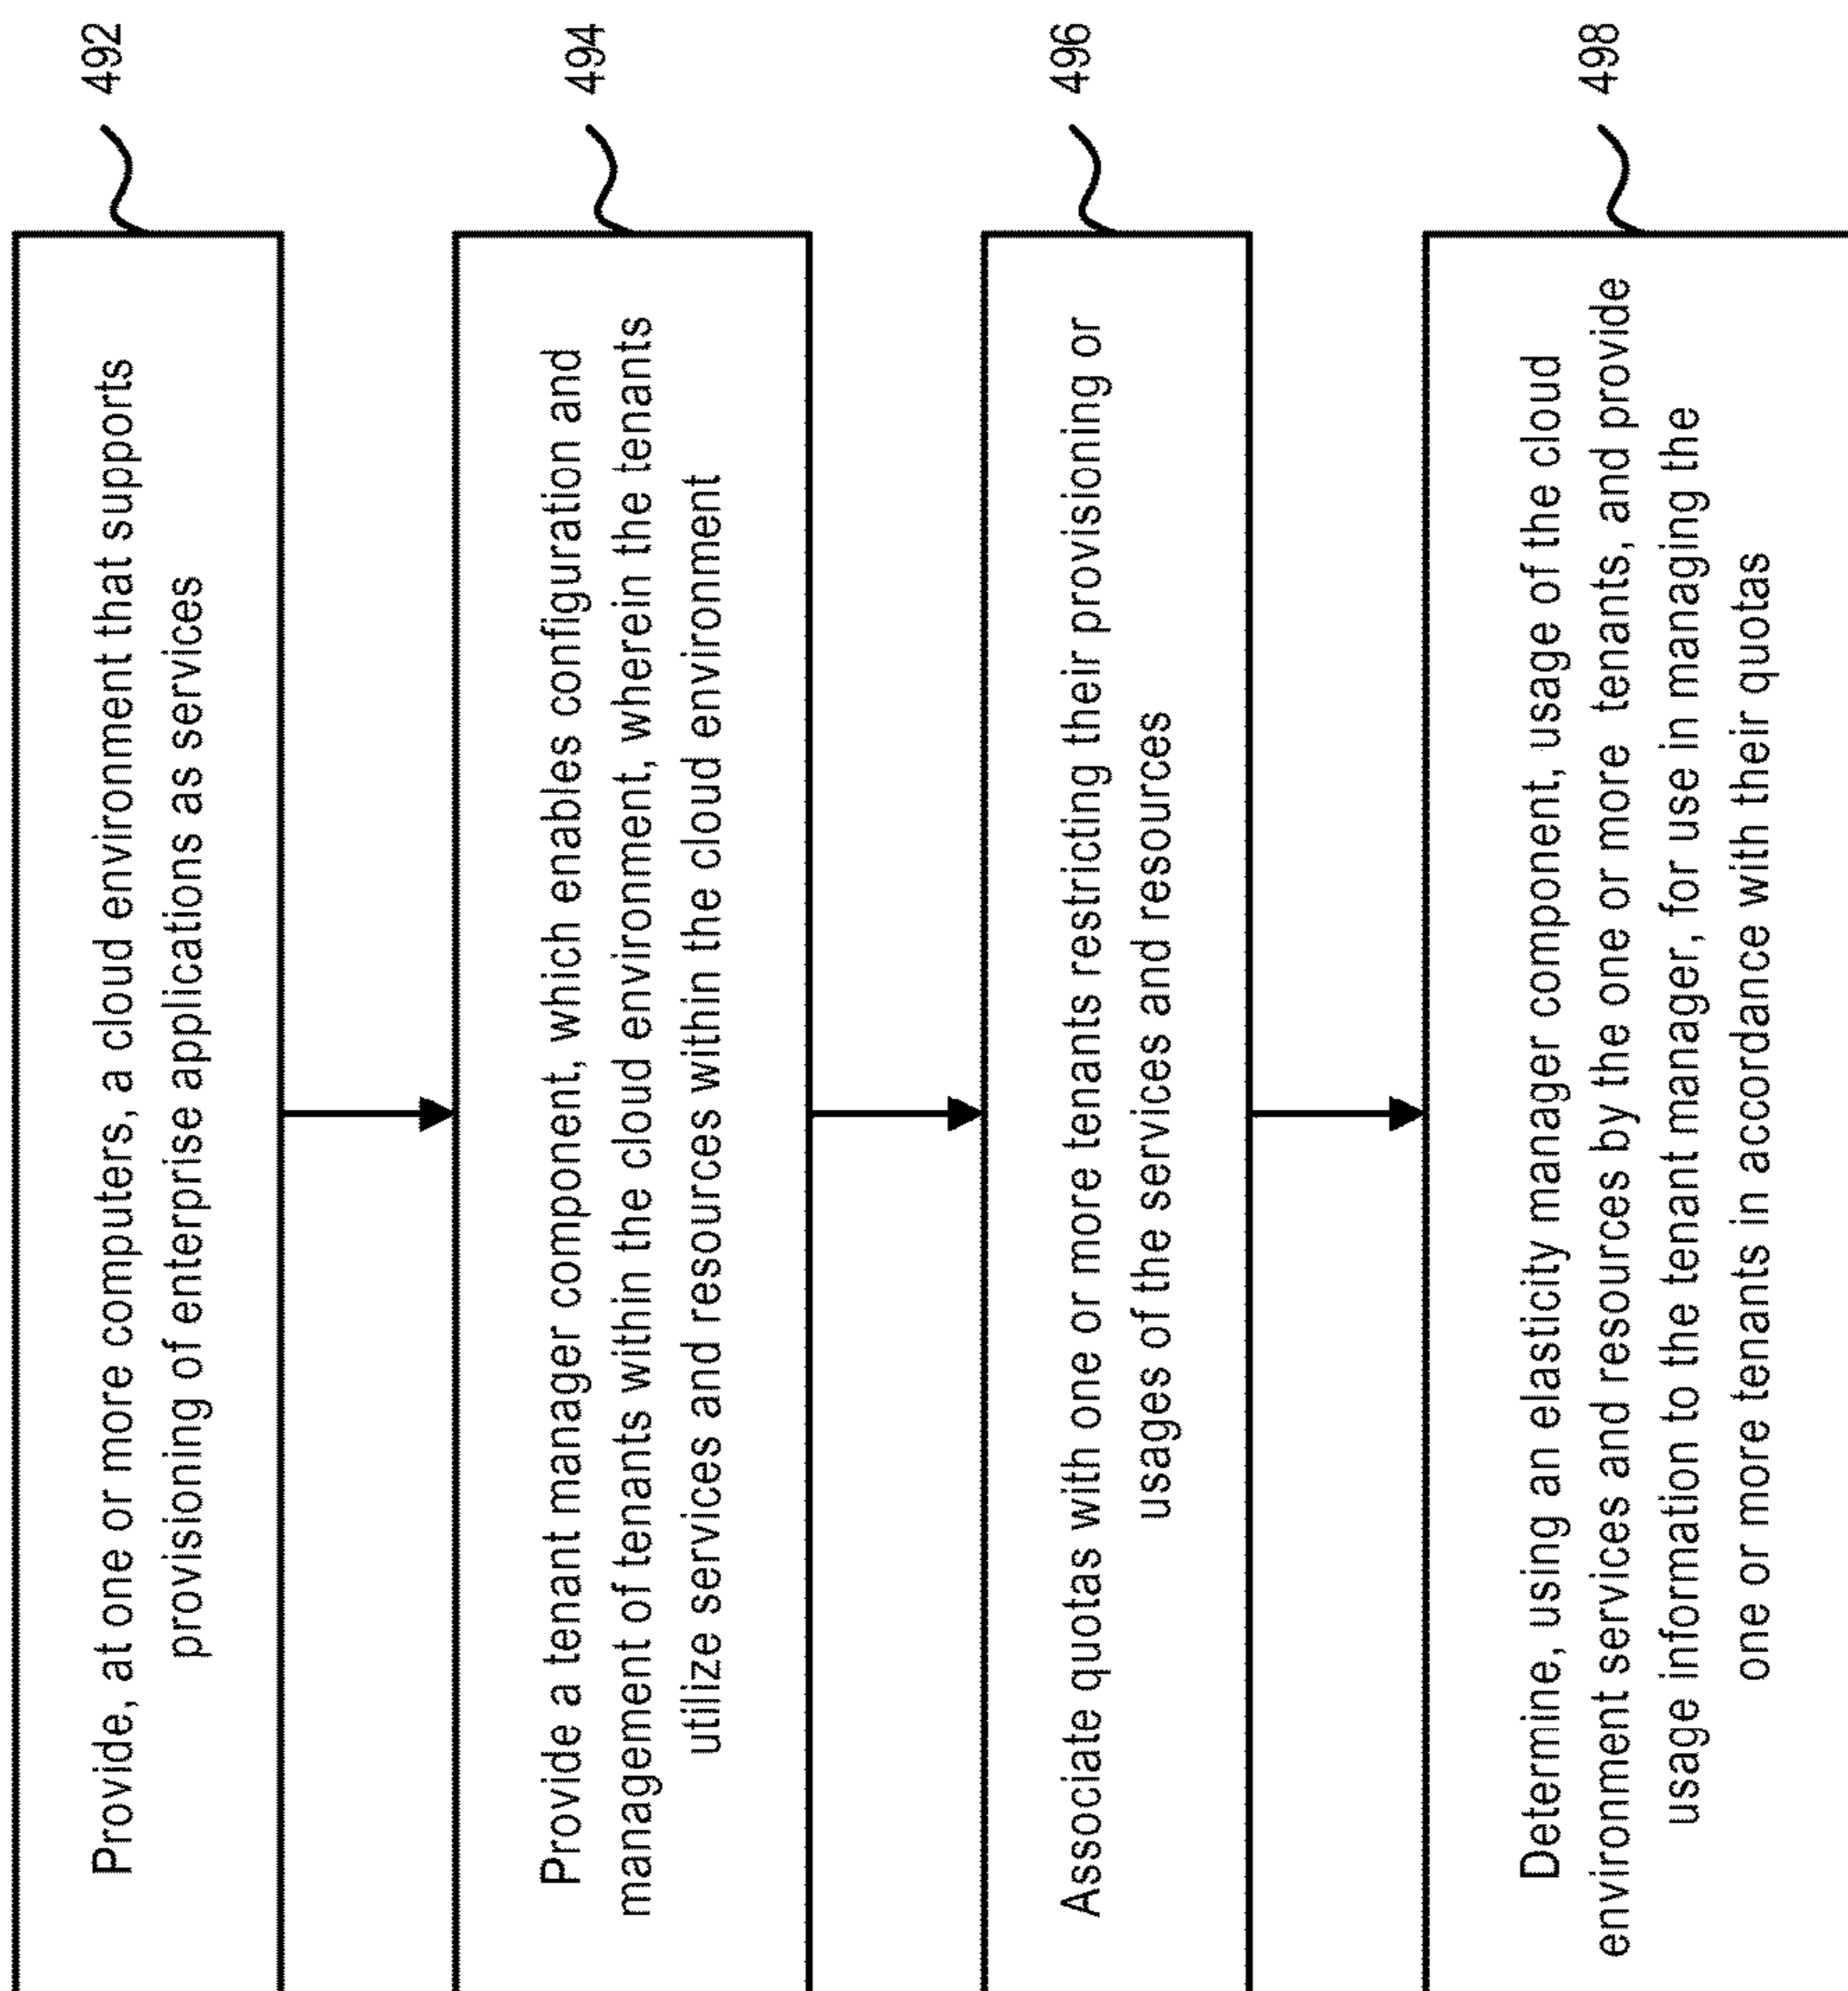 Provide, at one or more computers, a cloud environment that supports
provisioning of enterprise applications as services
492
Provide a tenant manager component, which enables configuration and
management of tenants within the cloud environment, wherein the tenants
utilize services and resources within the cloud environment
494
Associate quotas with one or more tenants restricting their provisioning or
usages of the services and resources
496
Determine, using an elasticity manager component, usage of the cloud
environment services and resources by the one or more tenants, and provide
usage information to the tenant manager, for use in managing the
one or more tenants in accordance with their quotas
498